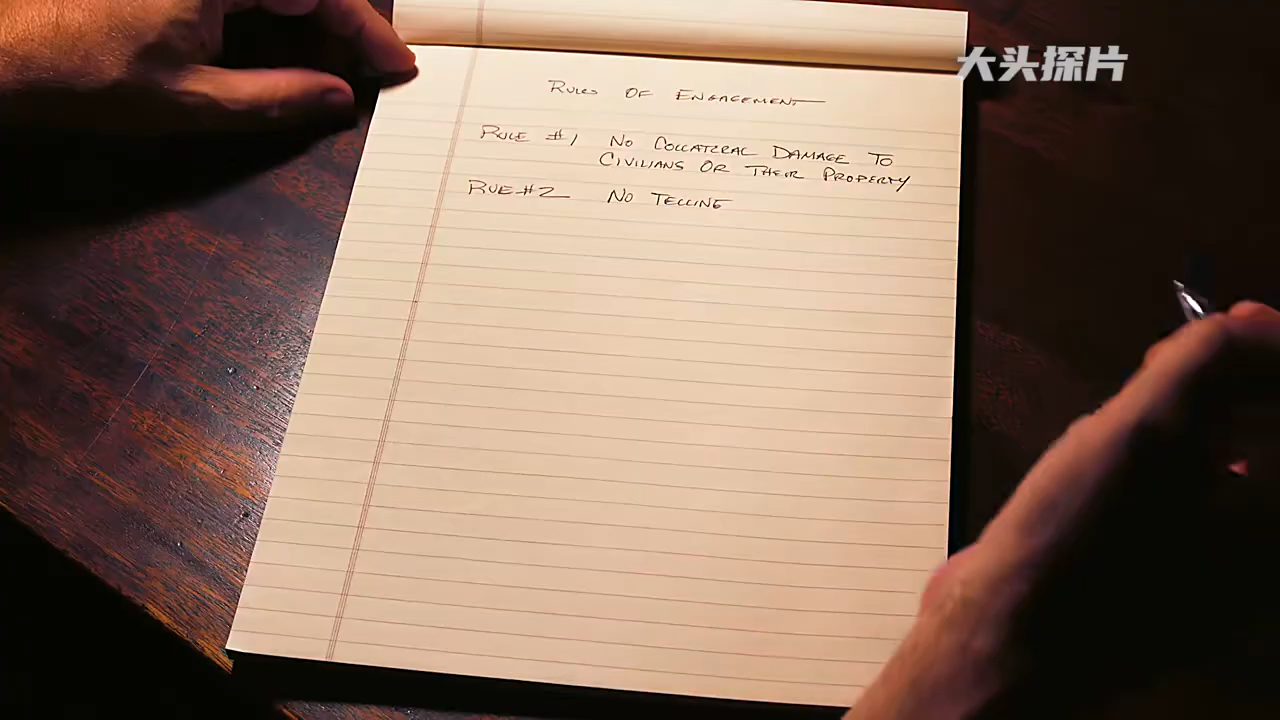 大头探片
RULES OF ENGAGEMENT
RULE #1 NO COLLATERAL DAMAGE TO
CIVILIANS OR THEIR PROPERTY
RULE #2 NO TELLING